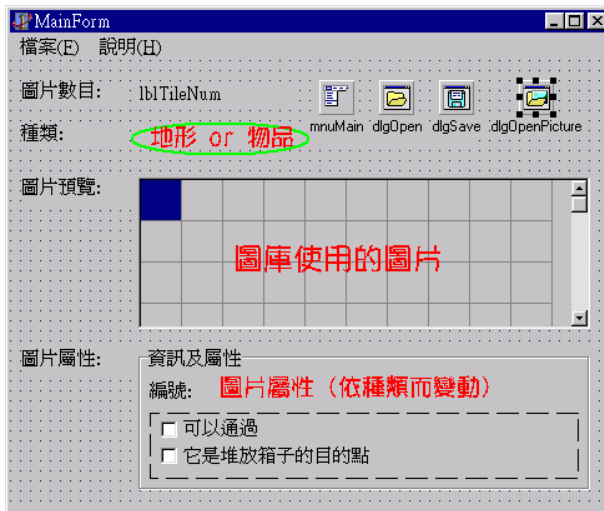 MainForm
檔案(F) 說明(H)
圖片數目: lblTileNum
mnuMain dlgOpen dlgSave dlgOpenPicture
種類: 地形 or 物品
圖片預覽:
圖庫使用的圖片
圖片屬性: 資訊及屬性
編號: 圖片屬性 (依種類而變動)
可以通過
它是堆放箱子的目的點